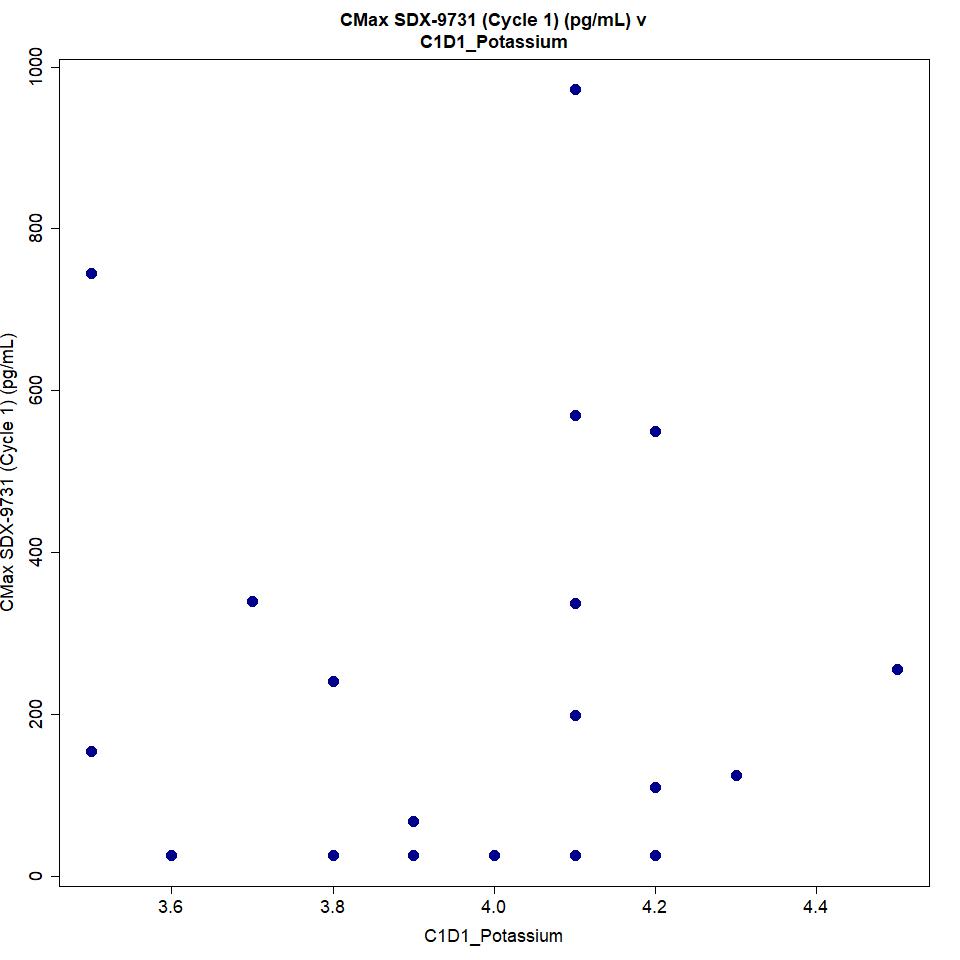 CMax SDX-9731 (Cycle 1) (pg/mL) v
C1D1_Potassium
1000
800
600
400
200
0
CMax SDX-9731 (Cycle 1) (pg/mL)
3.6 3.8 4.0 4.2 4.4
C1D1_Potassium